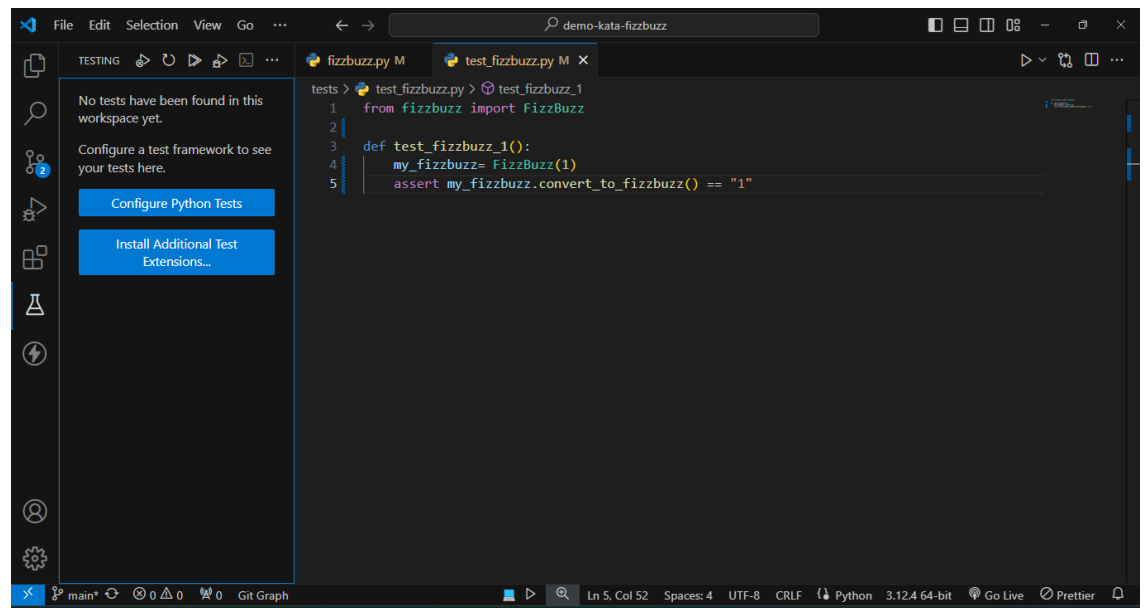 File Edit Selection View Go ···
demo-kata-fizzbuzz
TESTING
No tests have been found in this
workspace yet.
Configure a test framework to see
your tests here.
Configure Python Tests
Install Additional Test
Extensions...
2
fizzbuzz.py M
test_fizzbuzz.py M
tests > test_fizzbuzz.py > test_fizzbuzz_1
1 from fizzbuzz import FizzBuzz
2
3 def test_fizzbuzz_1():
4 my_fizzbuzz= FizzBuzz(1)
5 assert my_fizzbuzz.convert_to_fizzbuzz() == "1"
main* 0 0 0 Git Graph Ln 5, Col 52 Spaces: 4 UTF-8 CRLF Python 3.12.4 64-bit Go Live Prettier